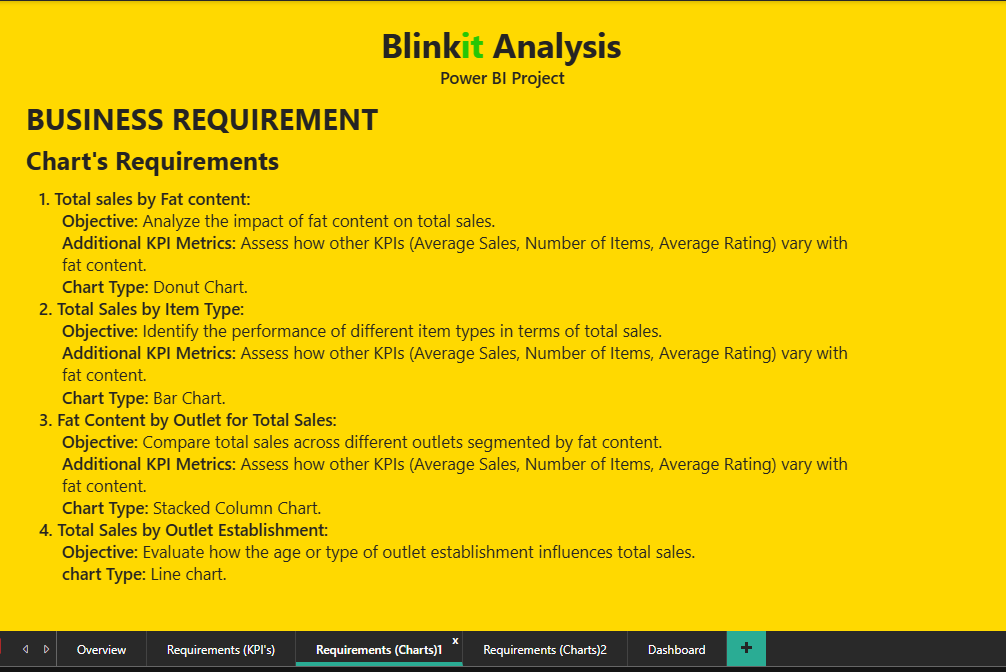 Blinkit Analysis
Power BI Project
BUSINESS REQUIREMENT
Chart's Requirements
1. Total sales by Fat content:
Objective: Analyze the impact of fat content on total sales.
Additional KPI Metrics: Assess how other KPIs (Average Sales, Number of Items, Average Rating) vary with
fat content.
Chart Type: Donut Chart.
2. Total Sales by Item Type:
Objective: Identify the performance of different item types in terms of total sales.
Additional KPI Metrics: Assess how other KPIs (Average Sales, Number of Items, Average Rating) vary with
fat content.
Chart Type: Bar Chart.
3. Fat Content by Outlet for Total Sales:
Objective: Compare total sales across different outlets segmented by fat content.
Additional KPI Metrics: Assess how other KPIs (Average Sales, Number of Items, Average Rating) vary with
fat content.
Chart Type: Stacked Column Chart.
4. Total Sales by Outlet Establishment:
Objective: Evaluate how the age or type of outlet establishment influences total sales.
chart Type: Line chart.
Overview Requirements (KPI's) Requirements (Charts)1 x Requirements (Charts)2 Dashboard +